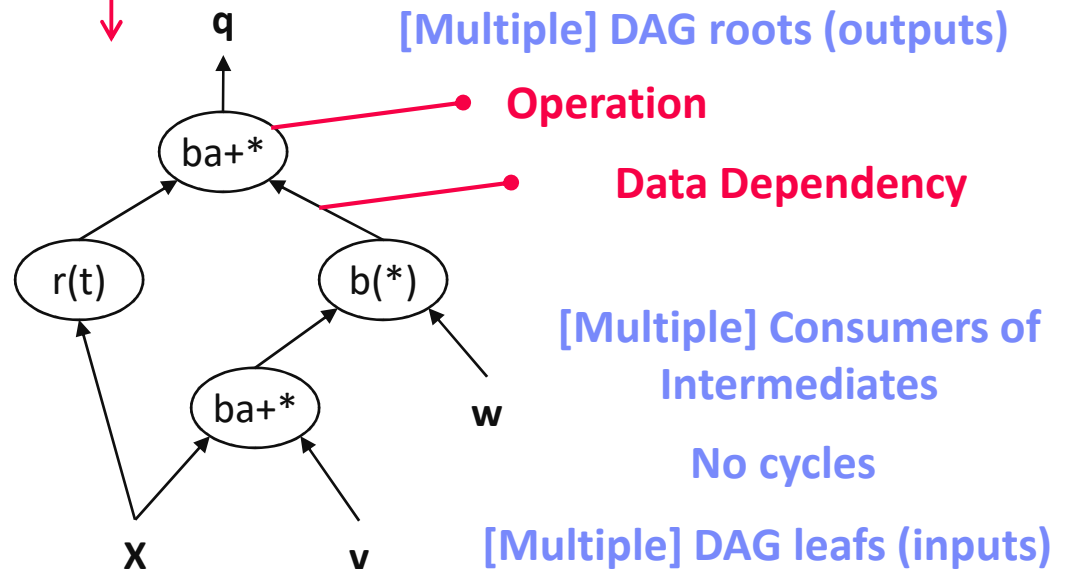 q
[Multiple] DAG roots (outputs)
Operation
ba+*
Data Dependency
r(t)
b(*)
[Multiple] Consumers of
Intermediates
ba+*
w
No cycles
X
v
[Multiple] DAG leafs (inputs)